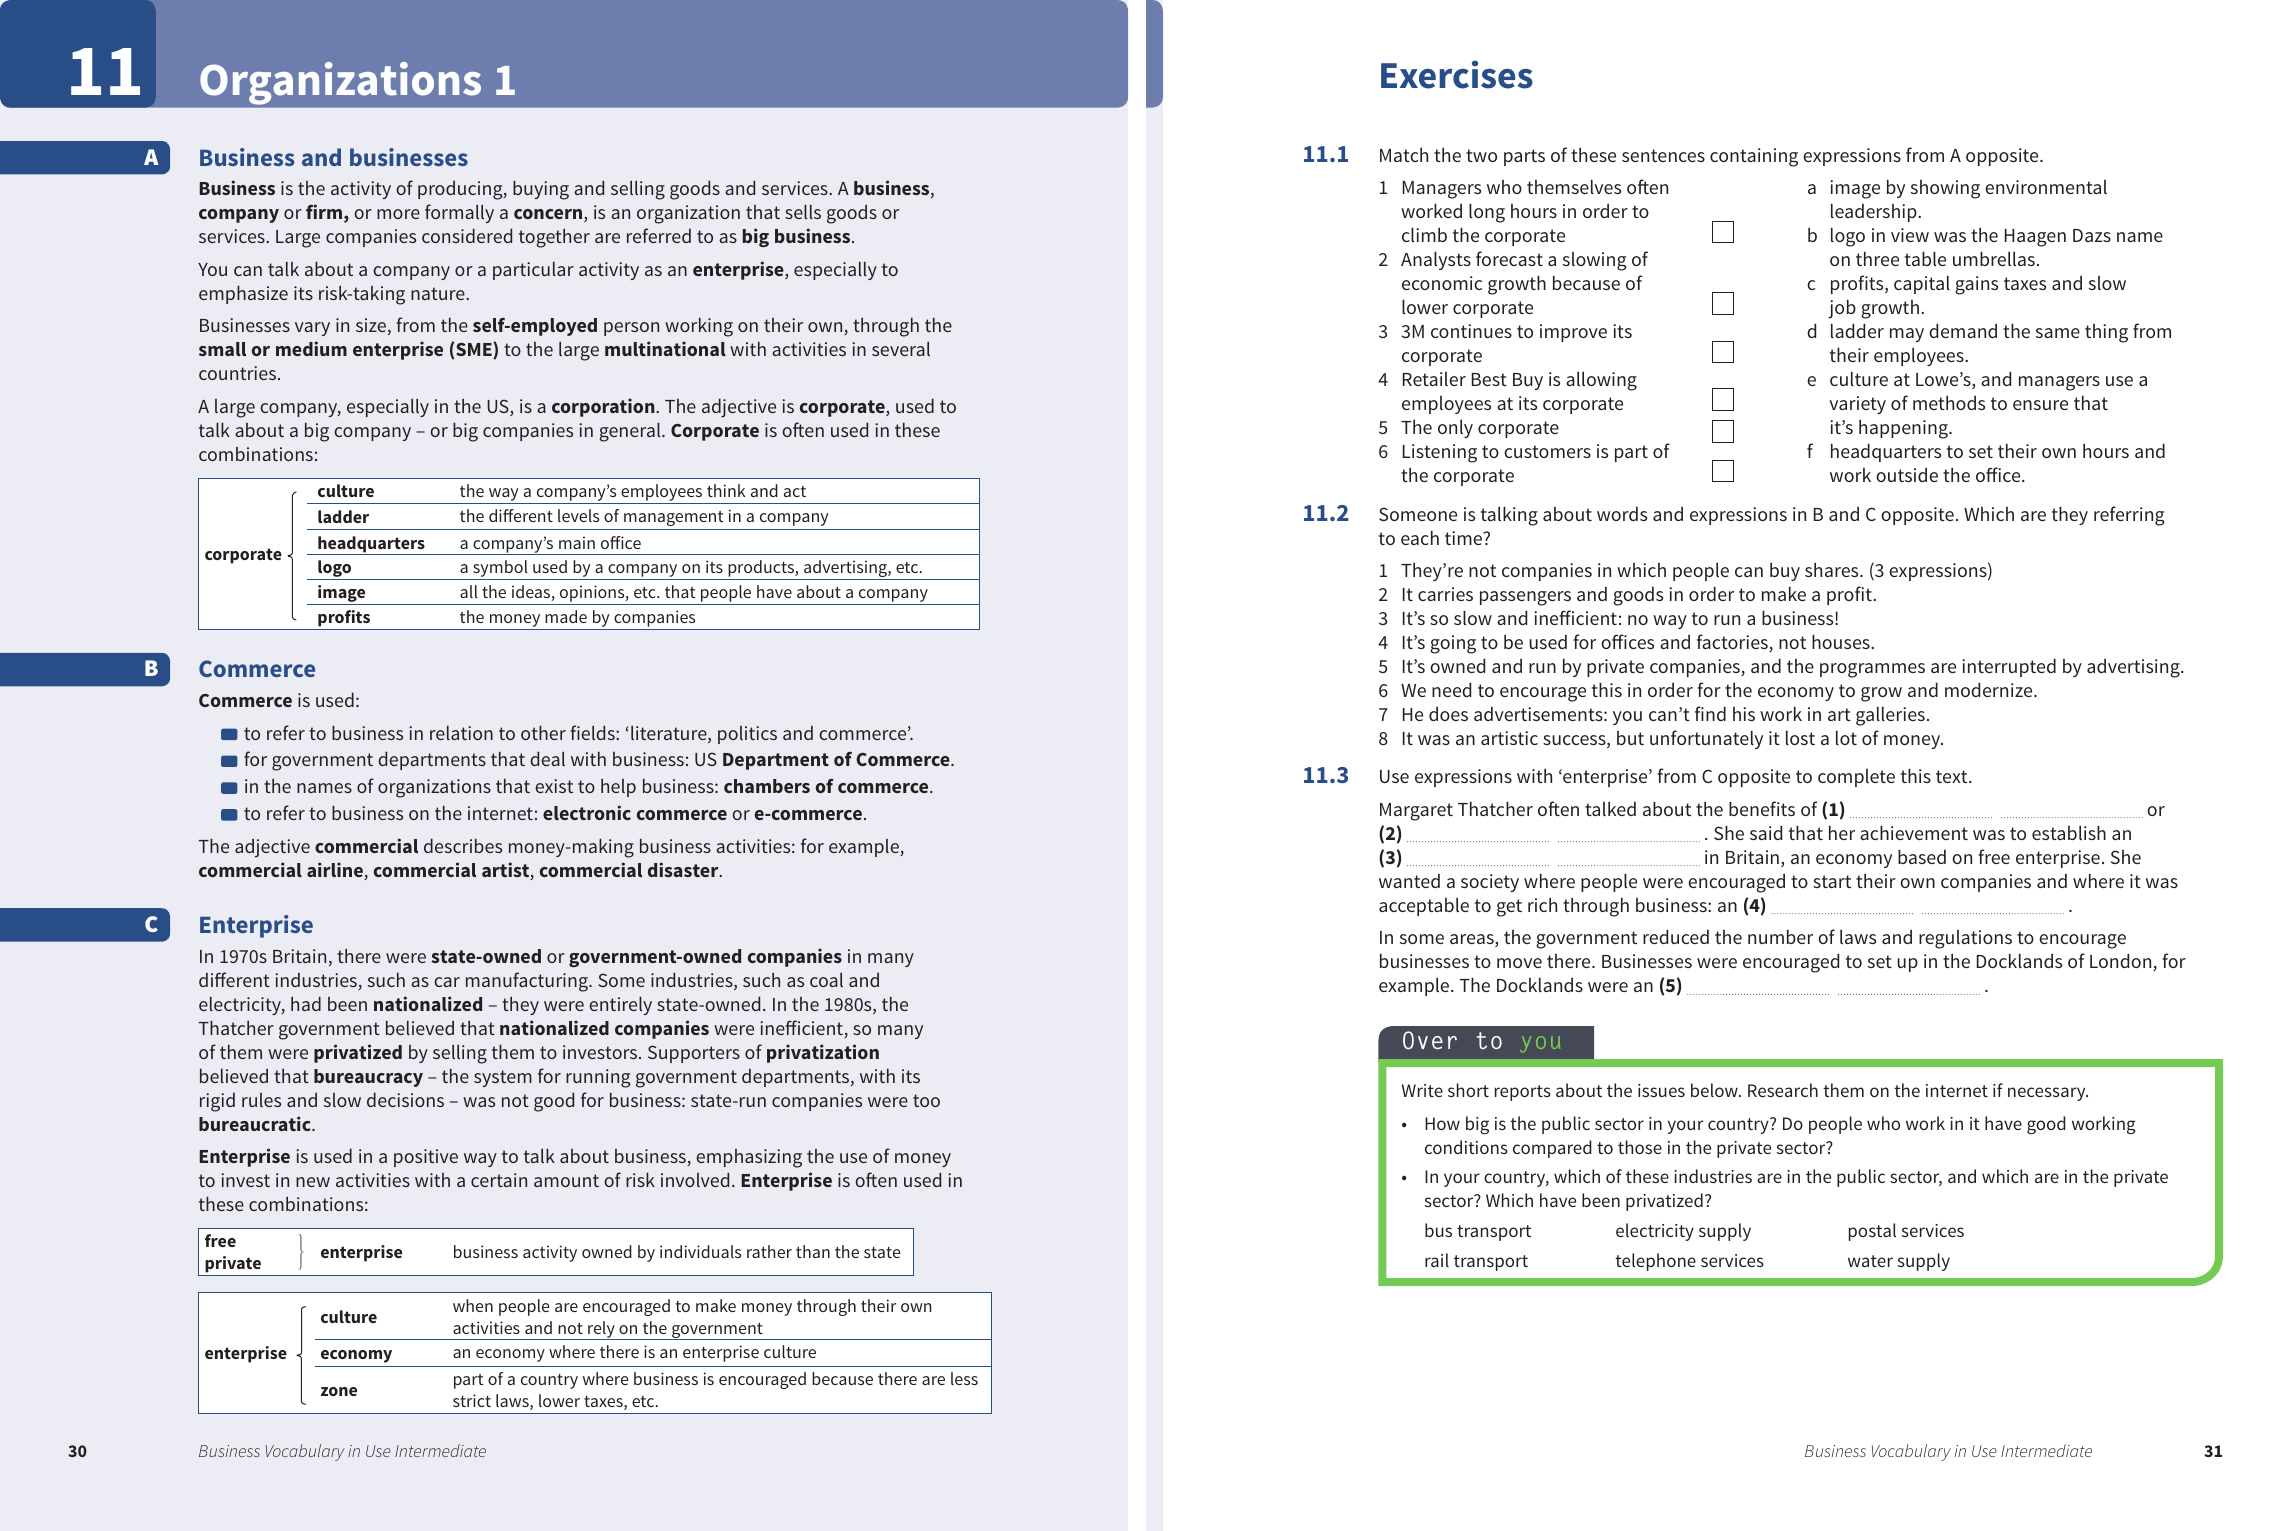 11
Organizations 1
A
Business and businesses
Business is the activity of producing, buying and selling goods and services. A business,
company or firm, or more formally a concern, is an organization that sells goods or
services. Large companies considered together are referred to as big business.
You can talk about a company or a particular activity as an enterprise, especially to
emphasize its risk-taking nature.
Businesses vary in size, from the self-employed person working on their own, through the
small or medium enterprise (SME) to the large multinational with activities in several
countries.
A large company, especially in the US, is a corporation. The adjective is corporate, used to
talk about a big company – or big companies in general. Corporate is often used in these
combinations:
corporate
culture the way a company's employees think and act
ladder the different levels of management in a company
headquarters a company's main office
logo a symbol used by a company on its products, advertising, etc.
image all the ideas, opinions, etc. that people have about a company
profits the money made by companies
B
Commerce
Commerce is used:
to refer to business in relation to other fields: ‘literature, politics and commerce’.
for government departments that deal with business: US Department of Commerce.
in the names of organizations that exist to help business: chambers of commerce.
to refer to business on the internet: electronic commerce or e-commerce.
The adjective commercial describes money-making business activities: for example,
commercial airline, commercial artist, commercial disaster.
C
Enterprise
In 1970s Britain, there were state-owned or government-owned companies in many
different industries, such as car manufacturing. Some industries, such as coal and
electricity, had been nationalized – they were entirely state-owned. In the 1980s, the
Thatcher government believed that nationalized companies were inefficient, so many
of them were privatized by selling them to investors. Supporters of privatization
believed that bureaucracy – the system for running government departments, with its
rigid rules and slow decisions – was not good for business: state-run companies were too
bureaucratic.
Enterprise is used in a positive way to talk about business, emphasizing the use of money
to invest in new activities with a certain amount of risk involved. Enterprise is often used in
these combinations:
free
private
enterprise business activity owned by individuals rather than the state
enterprise
culture when people are encouraged to make money through their own
activities and not rely on the government
economy an economy where there is an enterprise culture
zone part of a country where business is encouraged because there are less
strict laws, lower taxes, etc.
30 Business Vocabulary in Use Intermediate
Exercises
11.1 Match the two parts of these sentences containing expressions from A opposite.
1 Managers who themselves often
worked long hours in order to
climb the corporate
2 Analysts forecast a slowing of
economic growth because of
lower corporate
3 3M continues to improve its
corporate
4 Retailer Best Buy is allowing
employees at its corporate
5 The only corporate
6 Listening to customers is part of
the corporate
a image by showing environmental
leadership.
b logo in view was the Haagen Dazs name
on three table umbrellas.
c profits, capital gains taxes and slow
job growth.
d ladder may demand the same thing from
their employees.
e culture at Lowe’s, and managers use a
variety of methods to ensure that
it’s happening.
f headquarters to set their own hours and
work outside the office.
11.2 Someone is talking about words and expressions in B and C opposite. Which are they referring
to each time?
1 They’re not companies in which people can buy shares. (3 expressions)
2 It carries passengers and goods in order to make a profit.
3 It’s so slow and inefficient: no way to run a business!
4 It’s going to be used for offices and factories, not houses.
5 It’s owned and run by private companies, and the programmes are interrupted by advertising.
6 We need to encourage this in order for the economy to grow and modernize.
7 He does advertisements: you can’t find his work in art galleries.
8 It was an artistic success, but unfortunately it lost a lot of money.
11.3 Use expressions with ‘enterprise’ from C opposite to complete this text.
Margaret Thatcher often talked about the benefits of (1) or
(2) . She said that her achievement was to establish an
(3) in Britain, an economy based on free enterprise. She
wanted a society where people were encouraged to start their own companies and where it was
acceptable to get rich through business: an (4) .
In some areas, the government reduced the number of laws and regulations to encourage
businesses to move there. Businesses were encouraged to set up in the Docklands of London, for
example. The Docklands were an (5) .
Over to you
Write short reports about the issues below. Research them on the internet if necessary.
• How big is the public sector in your country? Do people who work in it have good working
conditions compared to those in the private sector?
• In your country, which of these industries are in the public sector, and which are in the private
sector? Which have been privatized?
bus transport electricity supply postal services
rail transport telephone services water supply
Business Vocabulary in Use Intermediate 31